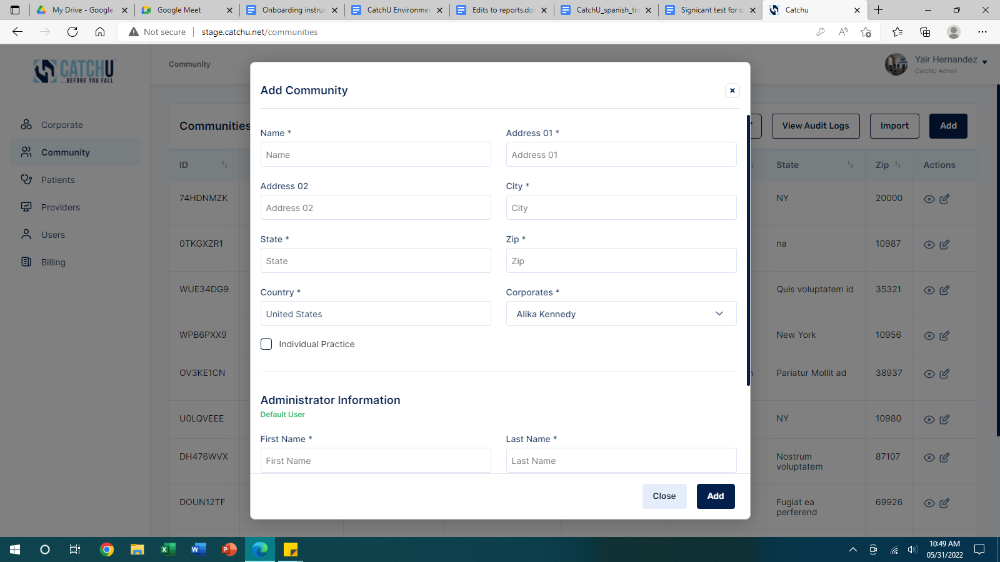 My Drive - Google
Google Meet
Onboarding instruc
CatchU Environmer
Edits to reports.doc
CatchU_spanish_tra
Signicant test for o
Catchu
Not secure
stage.catchu.net/communities
CATCHU
...BEFORE YOU FALL
Community
Yair Hernandez
CatchU Admin
Corporate
Community
Patients
Providers
Users
Billing
Communities
View Audit Logs
Import
Add
ID
State
Zip
Actions
74HDNMZK
NY
20000
0TKGXZR1
na
10987
WUE34DG9
Quis voluptatem id
35321
WPB6PXX9
New York
10956
OV3KE1CN
Pariatur Mollit ad
38937
U0LQVEEE
NY
10980
DH476WVX
Nostrum
voluptatem
87107
DOUN12TF
Fugiat ea
perferend
69926
Add Community
Name *
Address 01 *
Name
Address 01
Address 02
City *
Address 02
City
State *
Zip *
State
Zip
Country *
Corporates *
United States
Alika Kennedy
Individual Practice
Administrator Information
Default User
First Name *
Last Name *
First Name
Last Name
Close
Add
10:49 AM
05/31/2022